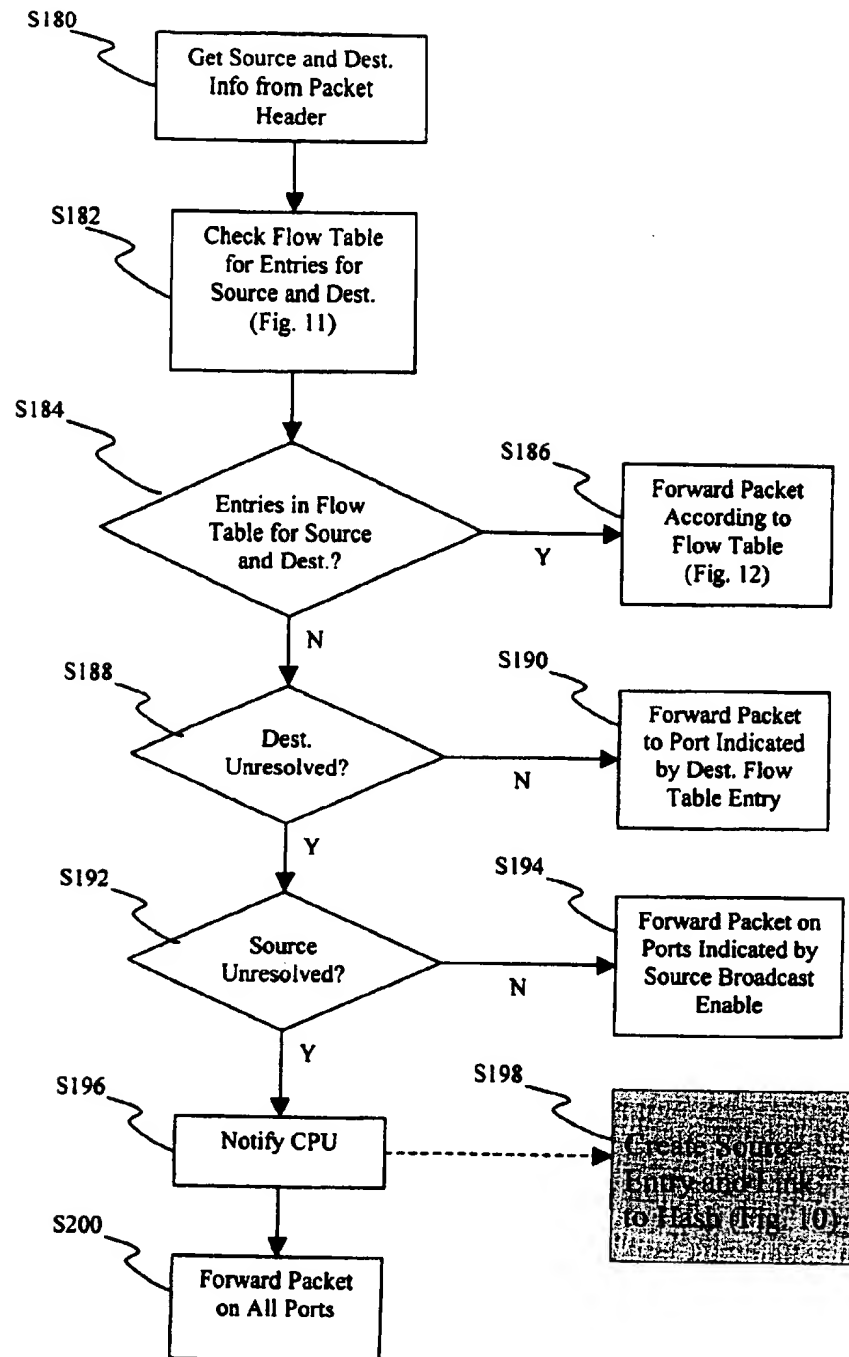 S180
Get Source and Dest.
Info from Packet
Header
S182
Check Flow Table
for Entries for
Source and Dest.
(Fig. 11)
S184
Entries in Flow
Table for Source
and Dest.?
Y
S186
Forward Packet
According to
Flow Table
(Fig. 12)
N
S188
Dest.
Unresolved?
N
S190
Forward Packet
to Port Indicated
by Dest. Flow
Table Entry
Y
S192
Source
Unresolved?
N
S194
Forward Packet on
Ports Indicated by
Source Broadcast
Enable
Y
S196
Notify CPU
S198
Create Source
Entry and Link
to Hash (Fig. 10)
S200
Forward Packet
on All Ports